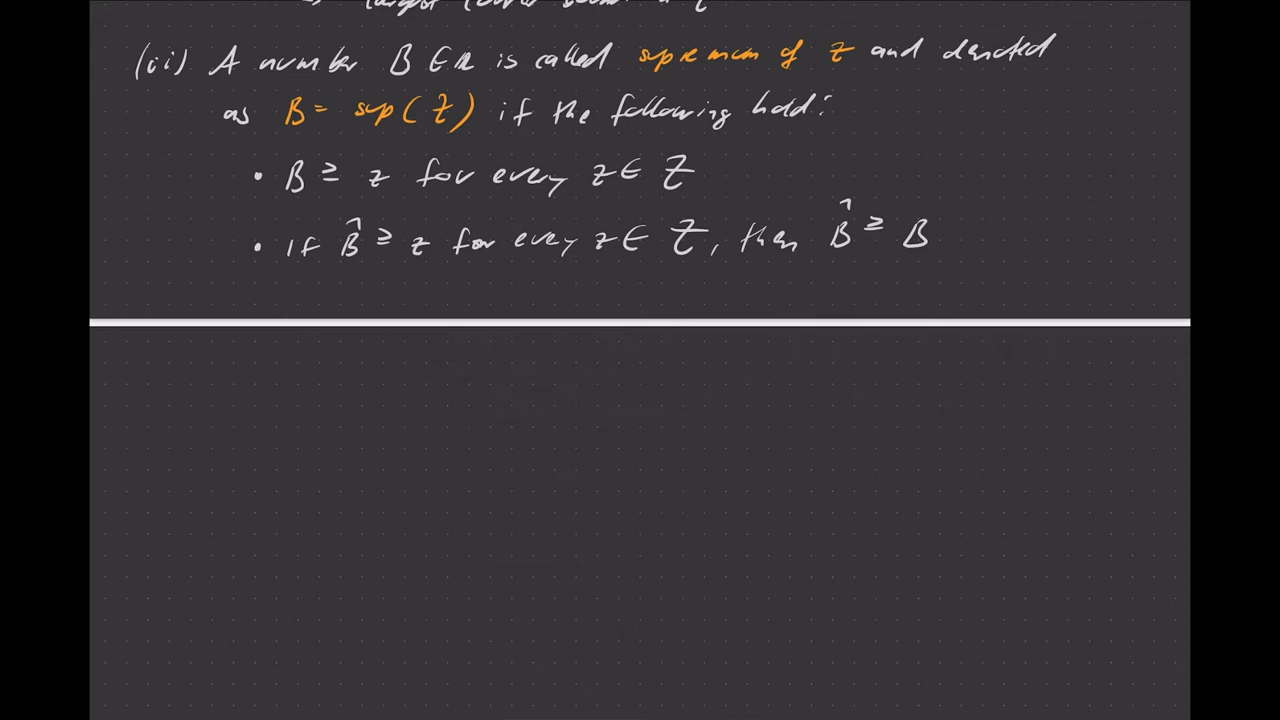 (ii) A number B ∈ ℝ is called supremum of Z and denoted
as B = sup(Z) if the following hold:
• B ≥ z for every z ∈ Z
• If B̂ ≥ z for every z ∈ Z, then B̂ ≥ B